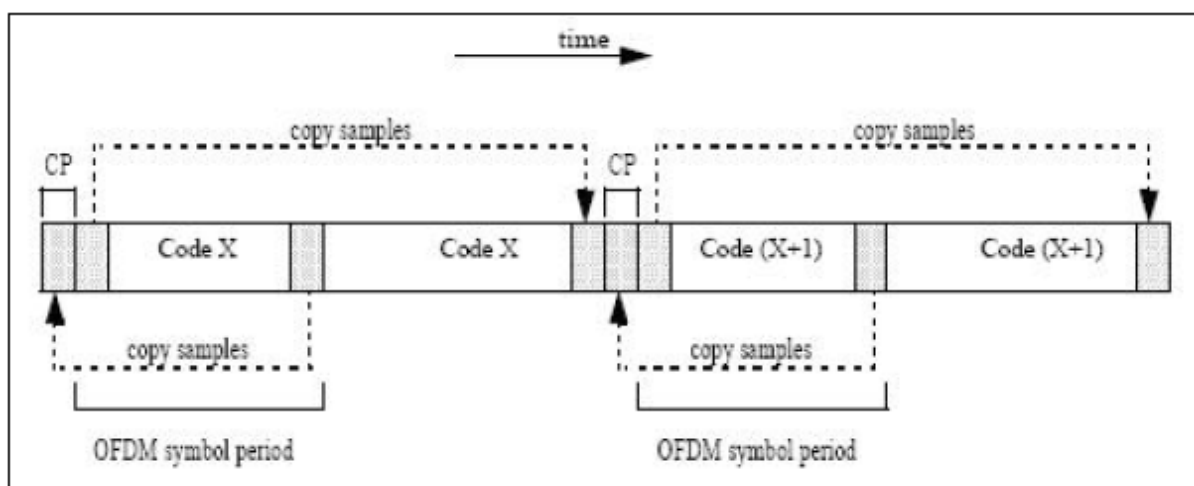 time
copy samples
copy samples
CP
CP
Code X
Code X
Code (X+1)
Code (X+1)
copy samples
copy samples
OFDM symbol period
OFDM symbol period